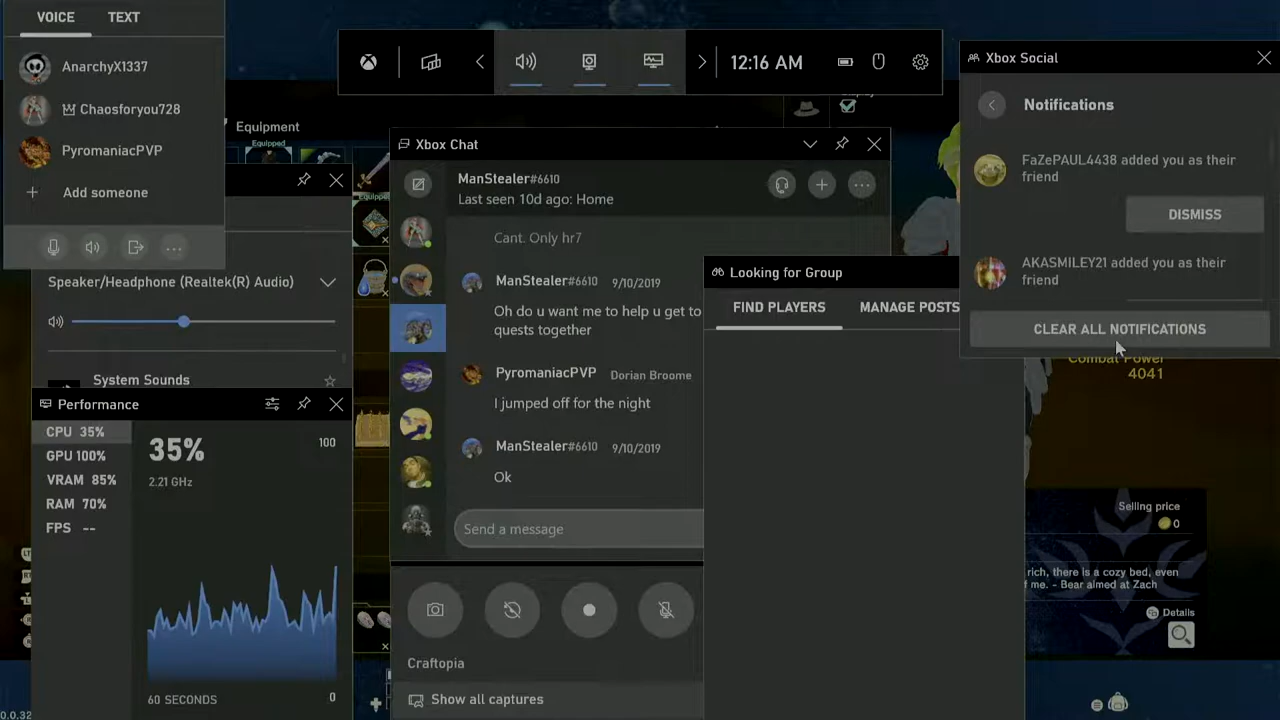 VOICE
TEXT
AnarchyX1337
Chaosforyou728
PyromaniacPVP
Add someone
Equipment
Equipped
Equipped
12:16 AM
Xbox Social
Notifications
FaZePAUL4438 added you as their
friend
DISMISS
AKASMILEY21 added you as their
friend
CLEAR ALL NOTIFICATIONS
Combat Power
4041
Xbox Chat
ManStealer#6610
Last seen 10d ago: Home
Cant. Only hr7
ManStealer#6610 9/10/2019
Oh do u want me to help u get to
quests together
PyromaniacPVP Dorian Broome
I jumped off for the night
ManStealer#6610 9/10/2019
Ok
Send a message
Looking for Group
FIND PLAYERS
MANAGE POSTS
Speaker/Headphone (Realtek(R) Audio)
System Sounds
Performance
CPU 35%
GPU 100%
VRAM 85%
RAM 70%
FPS --
35%
2.21 GHz
100
60 SECONDS
0
Craftopia
Show all captures
Selling price
0
rich, there is a cozy bed, even
f me. - Bear aimed at Zach
Details
0.0.32